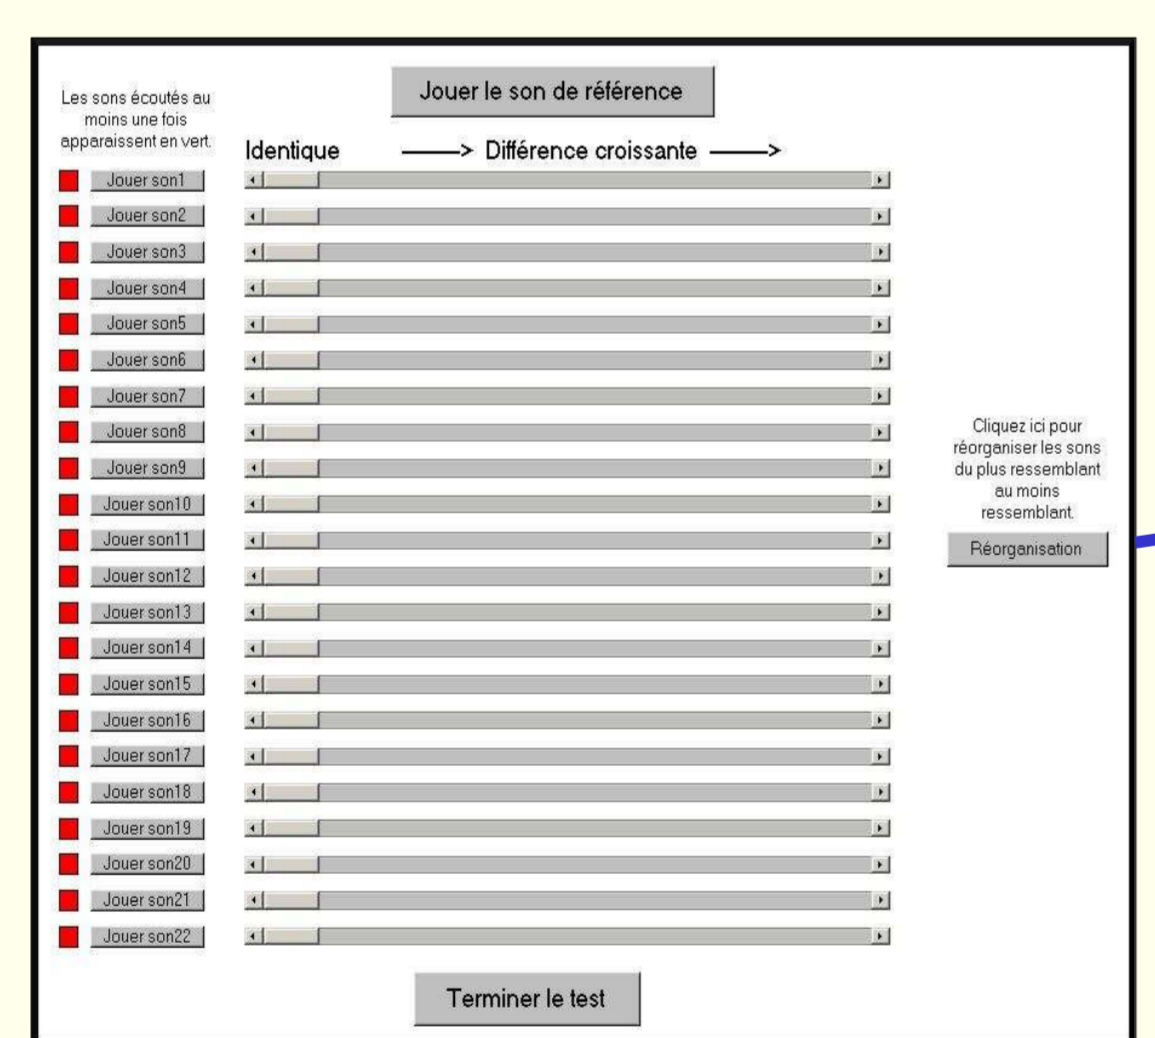 Jouer le son de référence
Les sons écoutés au
moins une fois
apparaissent en vert.
Identique ———> Différence croissante ———>
Jouer son1
Jouer son2
Jouer son3
Jouer son4
Jouer son5
Jouer son6
Jouer son7
Jouer son8
Jouer son9
Jouer son10
Jouer son11
Jouer son12
Jouer son13
Jouer son14
Jouer son15
Jouer son16
Jouer son17
Jouer son18
Jouer son19
Jouer son20
Jouer son21
Jouer son22
Cliquez ici pour
réorganiser les sons
du plus ressemblant
au moins
ressemblant.
Réorganisation
Terminer le test